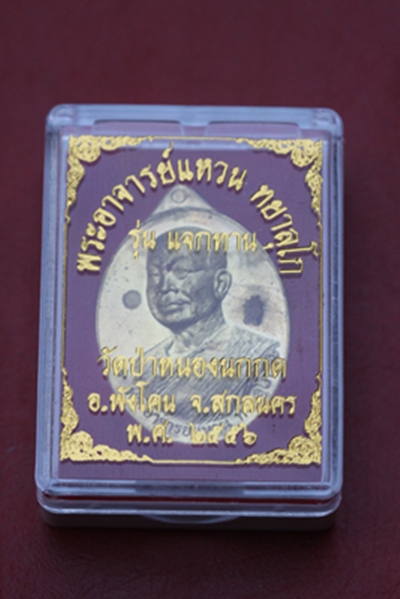 พระอาจารย์แหวน ทยาลุโก
รุ่น แจกทาน
วัดป่าหนองนกกด
อ.พังโคน จ.สกลนคร
พ.ศ. ๒๕๕๖